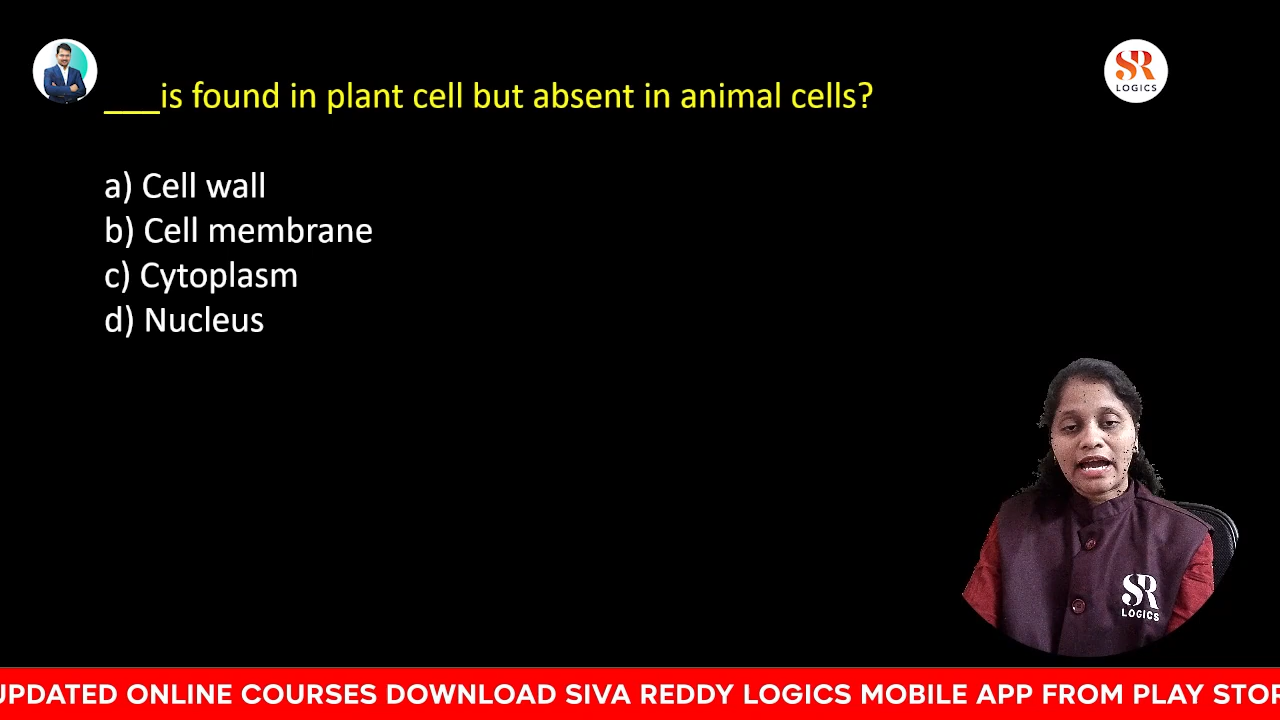 ___is found in plant cell but absent in animal cells?
SR
LOGICS
a) Cell wall
b) Cell membrane
c) Cytoplasm
d) Nucleus
SR
LOGICS
UPDATED ONLINE COURSES DOWNLOAD SIVA REDDY LOGICS MOBILE APP FROM PLAY STOR